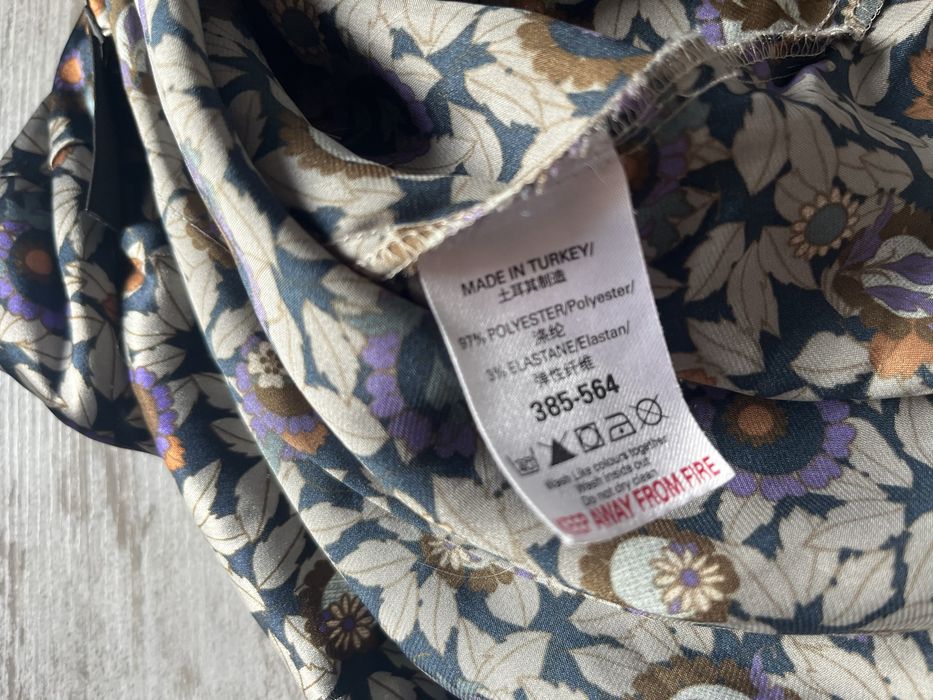 MADE IN TURKEY/
土耳其制造
97% POLYESTER/Polyester/
涤纶
3% ELASTANE/Elastan/
弹性纤维
385-564
Wash Like colours together
Wash inside out
Do not dry clean
KEEP AWAY FROM FIRE